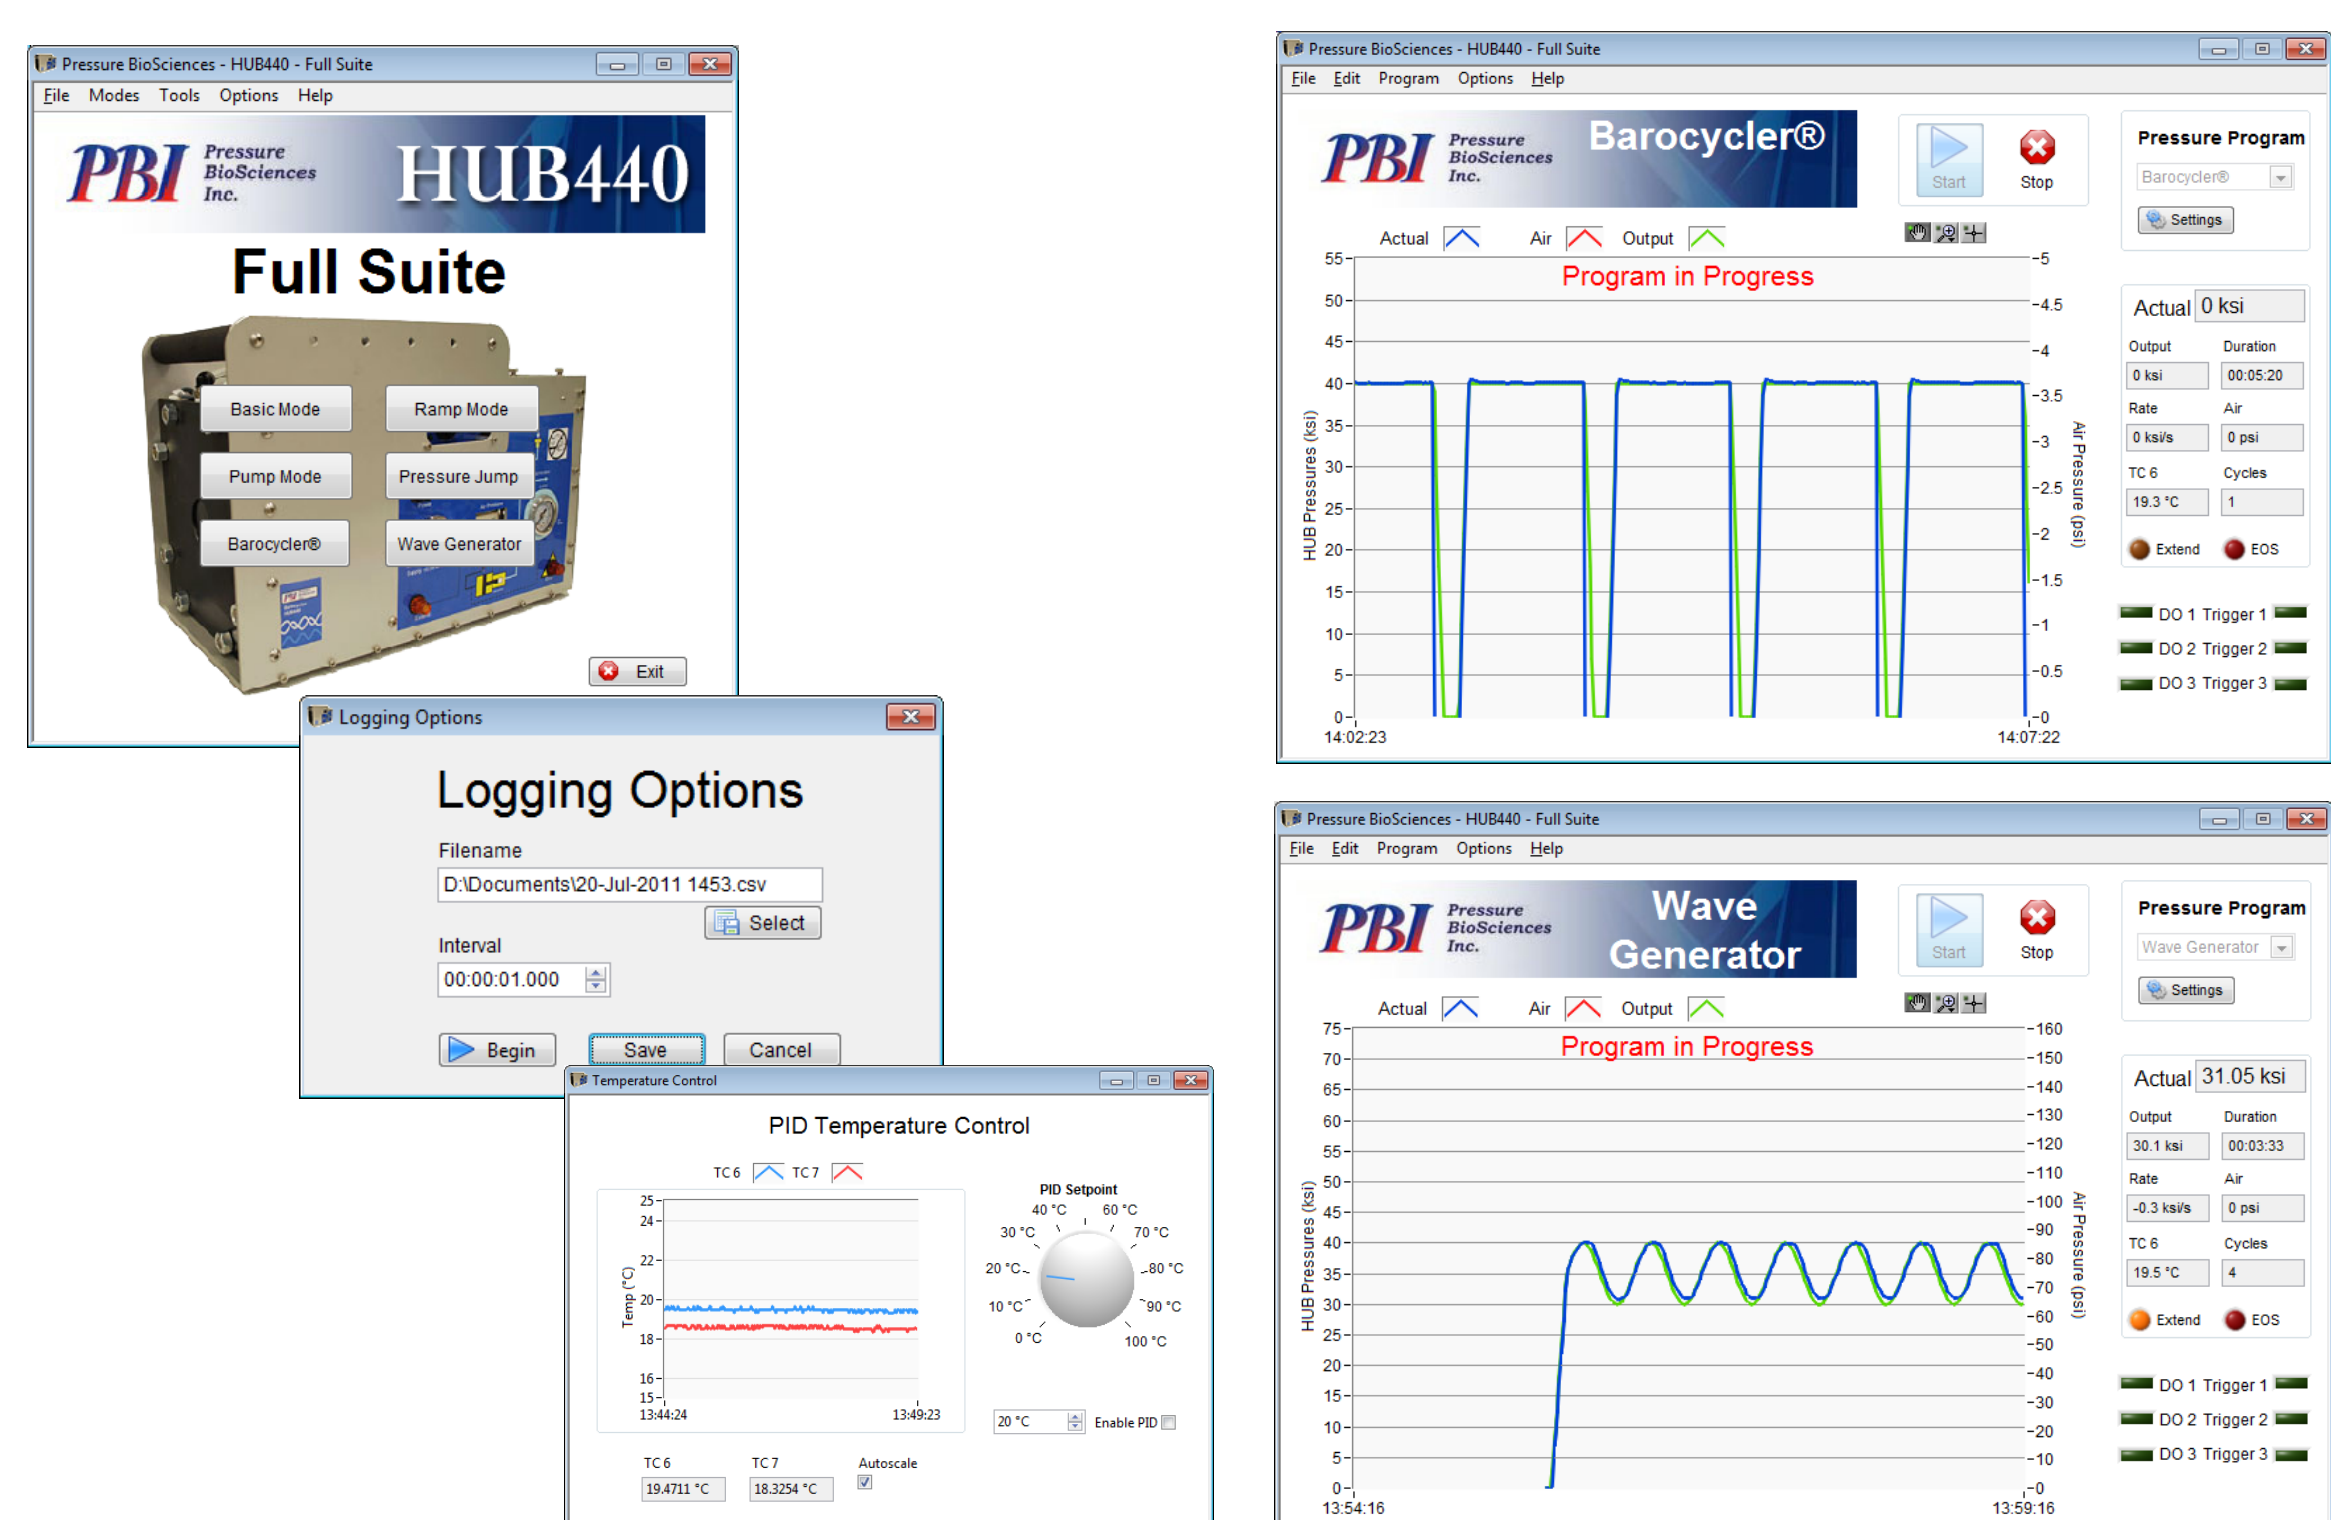 Pressure BioSciences - HUB440 - Full Suite
File Modes Tools Options Help
PBI Pressure
BioSciences
Inc.
HUB440
Full Suite
Basic Mode Ramp Mode
Pump Mode Pressure Jump
Barocycler® Wave Generator
Exit
Logging Options
Logging Options
Filename
D:\Documents\20-Jul-2011 1453.csv
Select
Interval
00:00:01.000
Begin Save Cancel
Temperature Control
PID Temperature Control
TC 6 TC 7
25
24
22
20
18
16
15
Temp (°C)
13:44:24 13:49:23
PID Setpoint
40 °C 60 °C
30 °C 70 °C
20 °C 80 °C
10 °C 90 °C
0 °C 100 °C
20 °C Enable PID
TC 6 TC 7 Autoscale
19.4711 °C 18.3254 °C
Pressure BioSciences - HUB440 - Full Suite
File Edit Program Options Help
PBI Pressure
BioSciences
Inc.
Barocycler®
Start Stop
Pressure Program
Barocycler®
Settings
Actual Air Output
Program in Progress
55
50
45
40
35
30
25
20
15
10
5
0
HUB Pressures (ksi)
5
4.5
4
3.5
3
2.5
2
1.5
1
0.5
0
Air Pressure (psi)
14:02:23 14:07:22
Actual 0 ksi
Output Duration
0 ksi 00:05:20
Rate Air
0 ksi/s 0 psi
TC 6 Cycles
19.3 °C 1
Extend EOS
DO 1 Trigger 1
DO 2 Trigger 2
DO 3 Trigger 3
Pressure BioSciences - HUB440 - Full Suite
File Edit Program Options Help
PBI Pressure
BioSciences
Inc.
Wave
Generator
Start Stop
Pressure Program
Wave Generator
Settings
Actual Air Output
Program in Progress
75
70
65
60
55
50
45
40
35
30
25
20
15
10
5
0
HUB Pressures (ksi)
160
150
140
130
120
110
100
90
80
70
60
50
40
30
20
10
0
Air Pressure (psi)
13:54:16 13:59:16
Actual 31.05 ksi
Output Duration
30.1 ksi 00:03:33
Rate Air
-0.3 ksi/s 0 psi
TC 6 Cycles
19.5 °C 4
Extend EOS
DO 1 Trigger 1
DO 2 Trigger 2
DO 3 Trigger 3